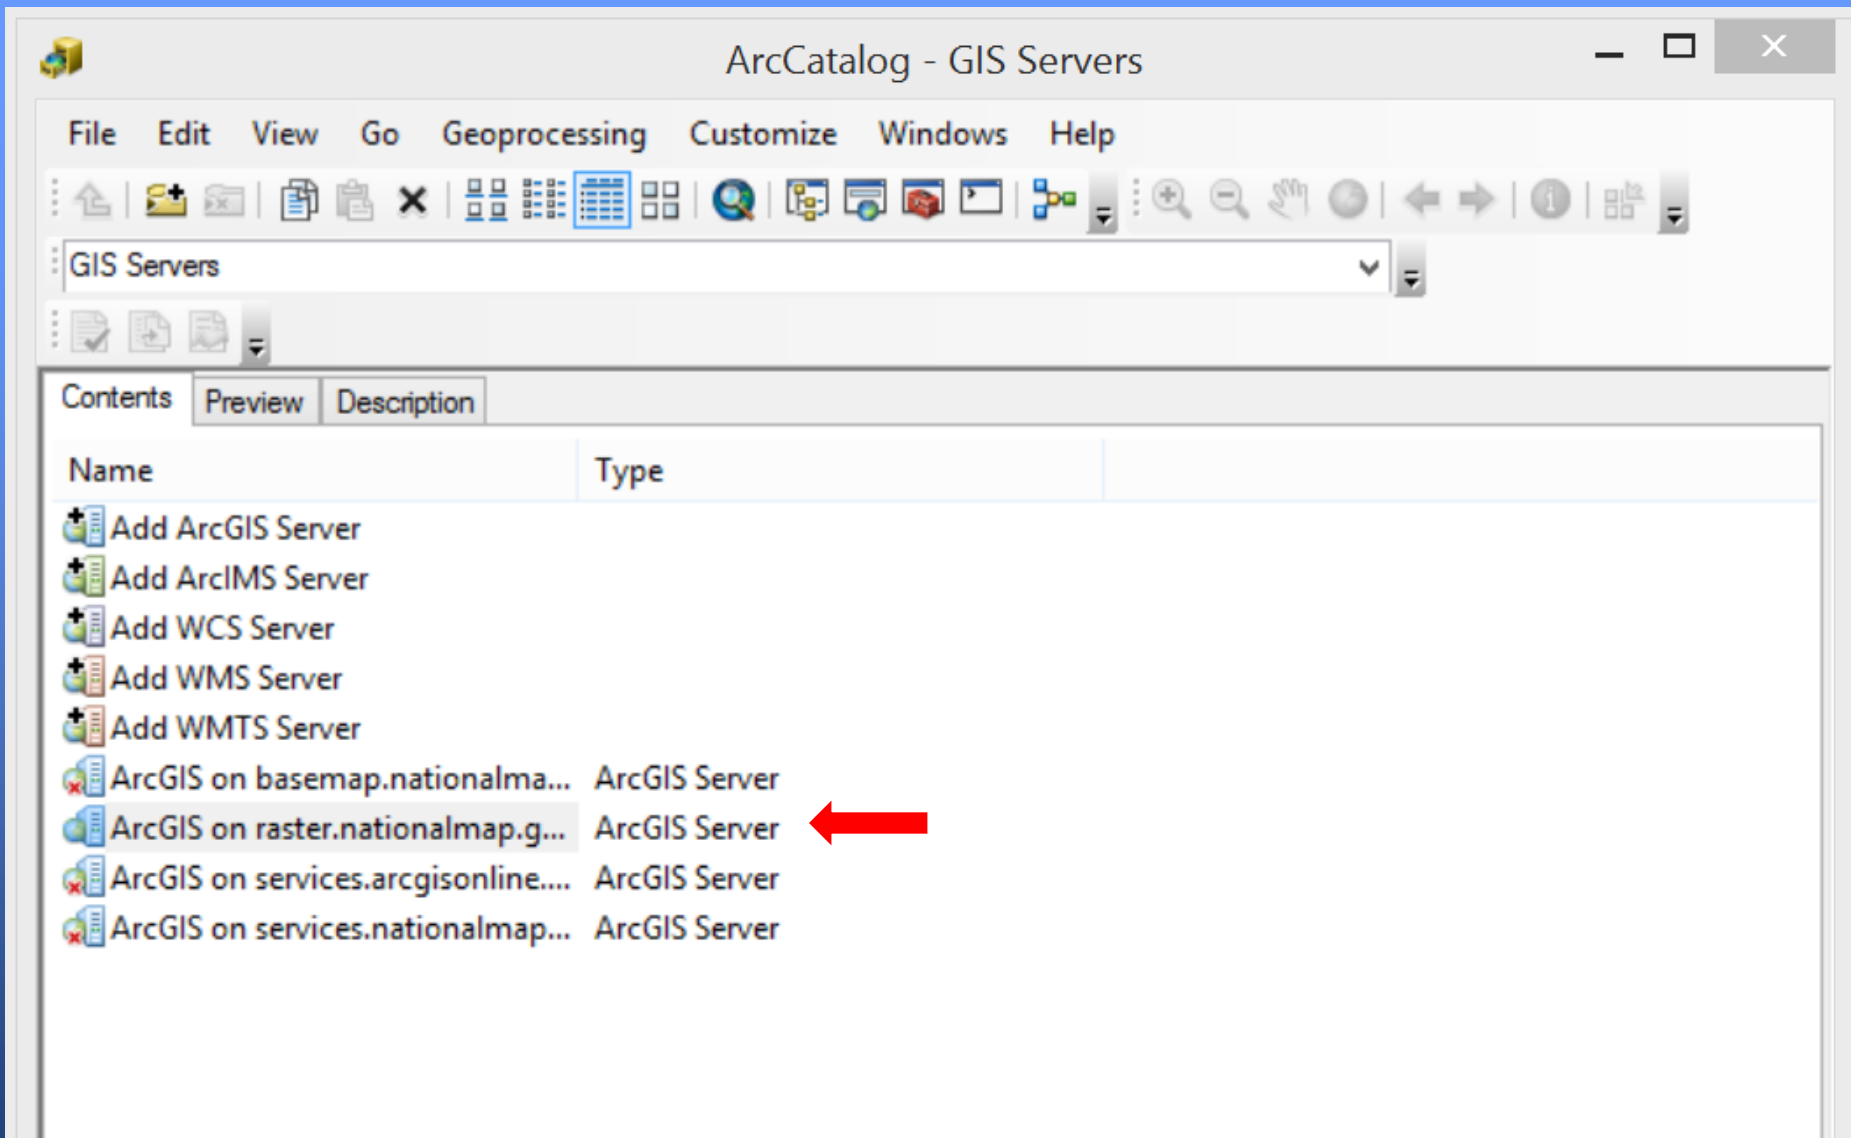 ArcCatalog - GIS Servers
File Edit View Go Geoprocessing Customize Windows Help
GIS Servers
Contents Preview Description
Name Type
Add ArcGIS Server
Add ArcIMS Server
Add WCS Server
Add WMS Server
Add WMTS Server
ArcGIS on basemap.nationalma... ArcGIS Server
ArcGIS on raster.nationalmap.g... ArcGIS Server
ArcGIS on services.arcgisonline.... ArcGIS Server
ArcGIS on services.nationalmap... ArcGIS Server